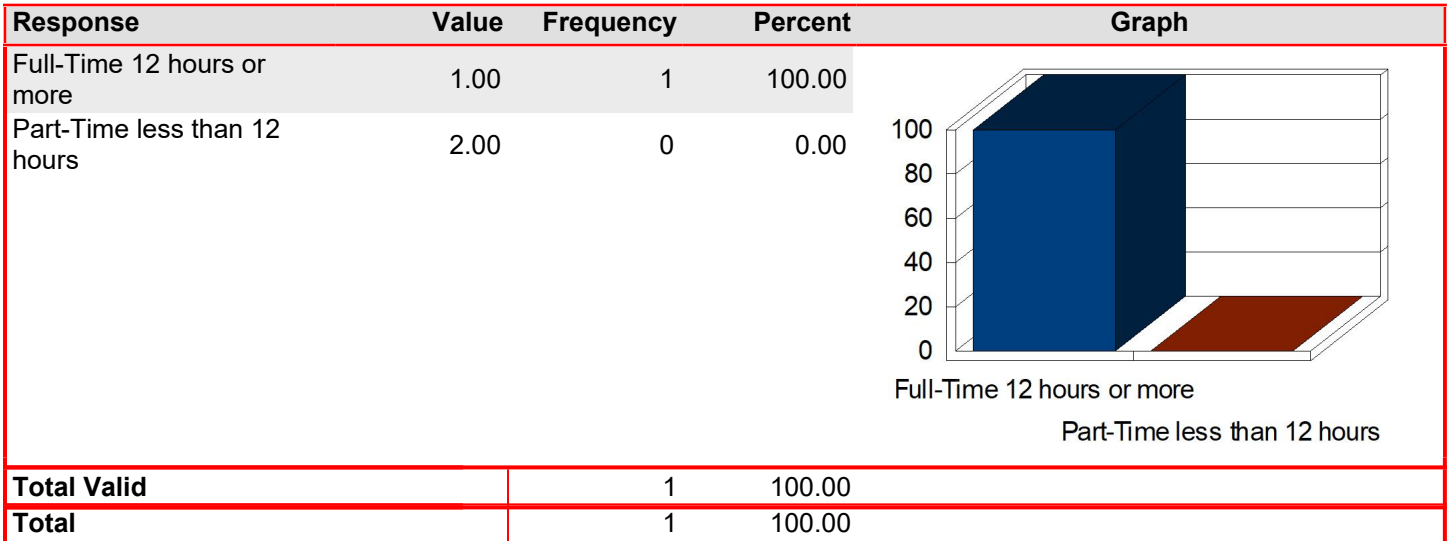 Response Value Frequency Percent Graph
Full-Time 12 hours or
more
1.00 1 100.00
Part-Time less than 12
hours
2.00 0 0.00
100
80
60
40
20
0
Full-Time 12 hours or more
Part-Time less than 12 hours
Total Valid 1 100.00
Total 1 100.00